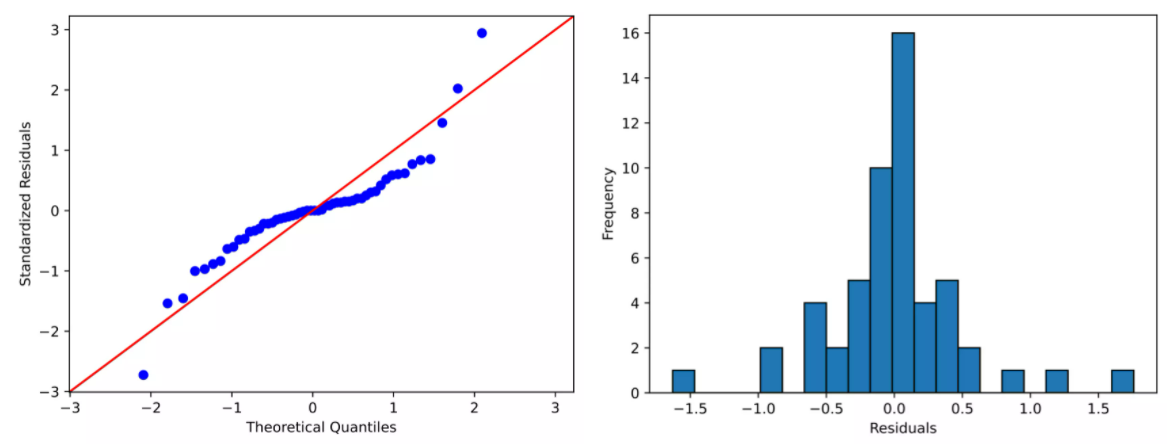 3
2
1
0
−1
−2
−3
Standardized Residuals
−3 −2 −1 0 1 2 3
Theoretical Quantiles
16
14
12
10
8
6
4
2
0
Frequency
−1.5 −1.0 −0.5 0.0 0.5 1.0 1.5
Residuals